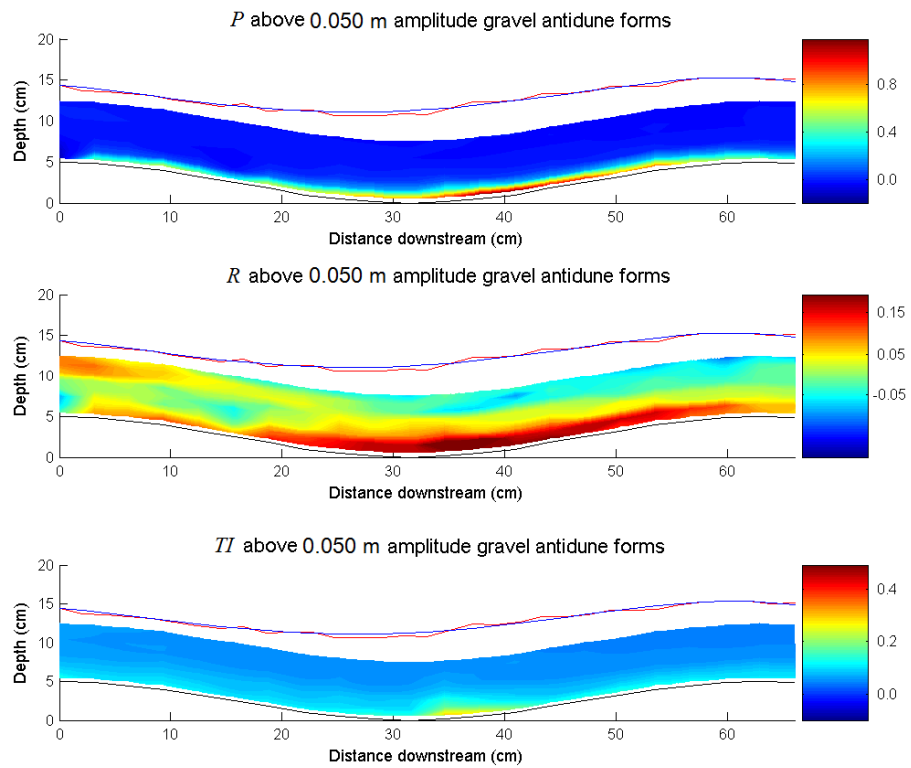 P above 0.050 m amplitude gravel antidune forms
20
15
10
5
0
Depth (cm)
0 10 20 30 40 50 60
Distance downstream (cm)
0.8
0.4
0.0
R above 0.050 m amplitude gravel antidune forms
20
15
10
5
0
Depth (cm)
0 10 20 30 40 50 60
Distance downstream (cm)
0.15
0.05
-0.05
TI above 0.050 m amplitude gravel antidune forms
20
15
10
5
0
Depth (cm)
0 10 20 30 40 50 60
Distance downstream (cm)
0.4
0.2
0.0